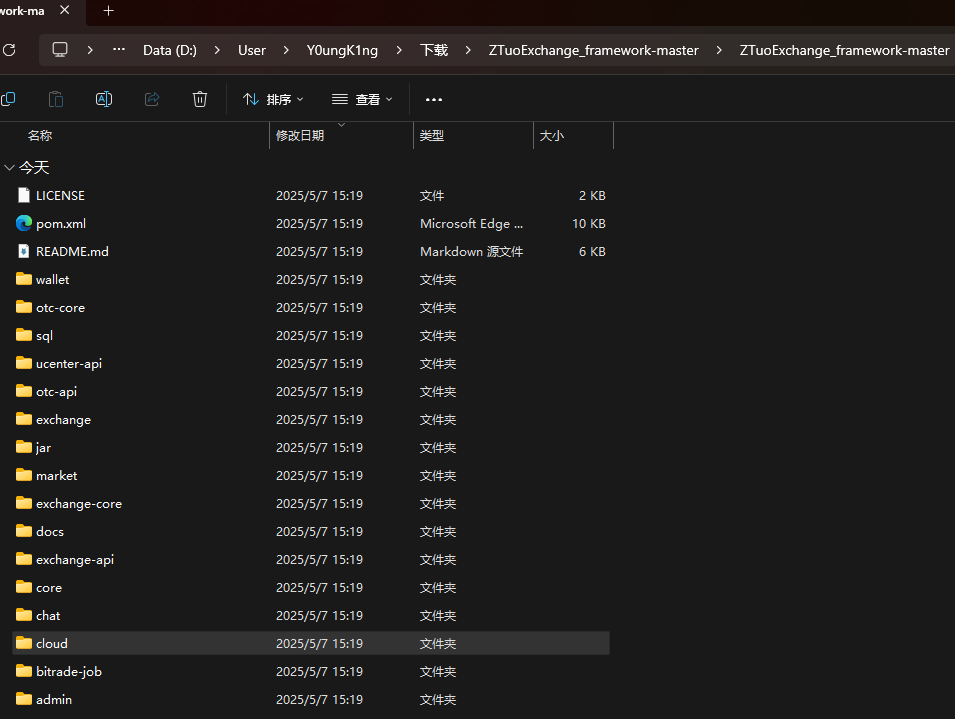 work-ma
Data (D:) User Y0ungK1ng 下载 ZTuoExchange_framework-master ZTuoExchange_framework-master
排序 查看
名称 修改日期 类型 大小
今天
LICENSE 2025/5/7 15:19 文件 2 KB
pom.xml 2025/5/7 15:19 Microsoft Edge ... 10 KB
README.md 2025/5/7 15:19 Markdown 源文件 6 KB
wallet 2025/5/7 15:19 文件夹
otc-core 2025/5/7 15:19 文件夹
sql 2025/5/7 15:19 文件夹
ucenter-api 2025/5/7 15:19 文件夹
otc-api 2025/5/7 15:19 文件夹
exchange 2025/5/7 15:19 文件夹
jar 2025/5/7 15:19 文件夹
market 2025/5/7 15:19 文件夹
exchange-core 2025/5/7 15:19 文件夹
docs 2025/5/7 15:19 文件夹
exchange-api 2025/5/7 15:19 文件夹
core 2025/5/7 15:19 文件夹
chat 2025/5/7 15:19 文件夹
cloud 2025/5/7 15:19 文件夹
bitrade-job 2025/5/7 15:19 文件夹
admin 2025/5/7 15:19 文件夹